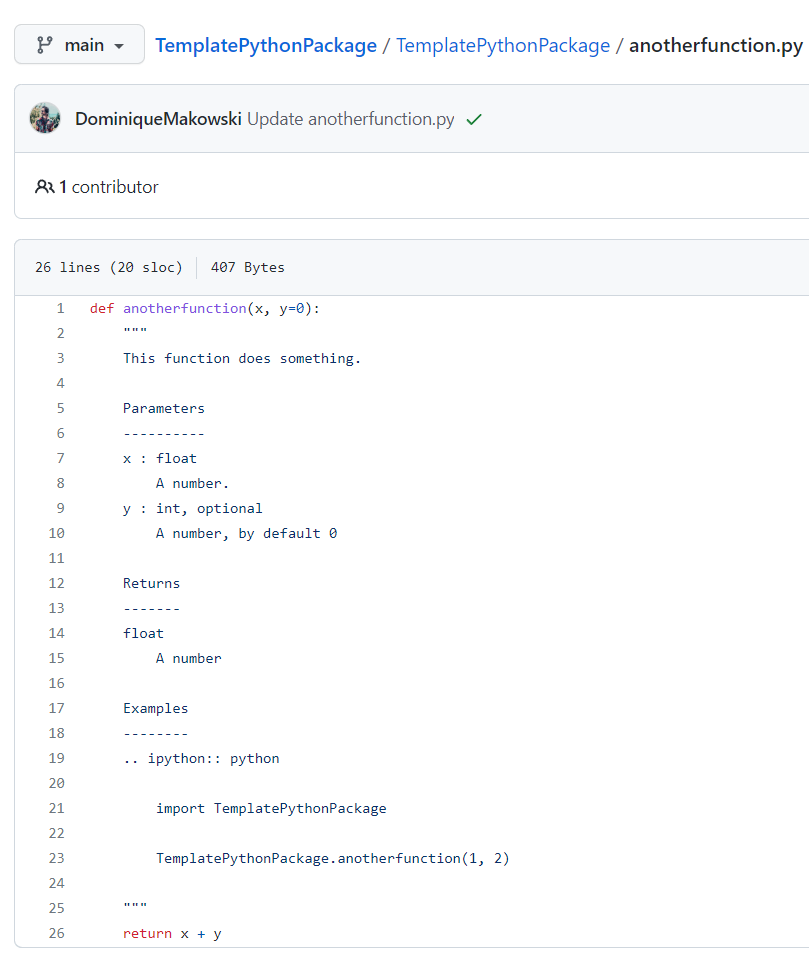 main TemplatePythonPackage / TemplatePythonPackage / anotherfunction.py
DominiqueMakowski Update anotherfunction.py
1 contributor
26 lines (20 sloc) 407 Bytes
1 def anotherfunction(x, y=0):
2     """
3     This function does something.
4
5     Parameters
6     ----------
7     x : float
8         A number.
9     y : int, optional
10         A number, by default 0
11
12     Returns
13     -------
14     float
15         A number
16
17     Examples
18     --------
19     .. ipython:: python
20
21         import TemplatePythonPackage
22
23         TemplatePythonPackage.anotherfunction(1, 2)
24
25     """
26     return x + y